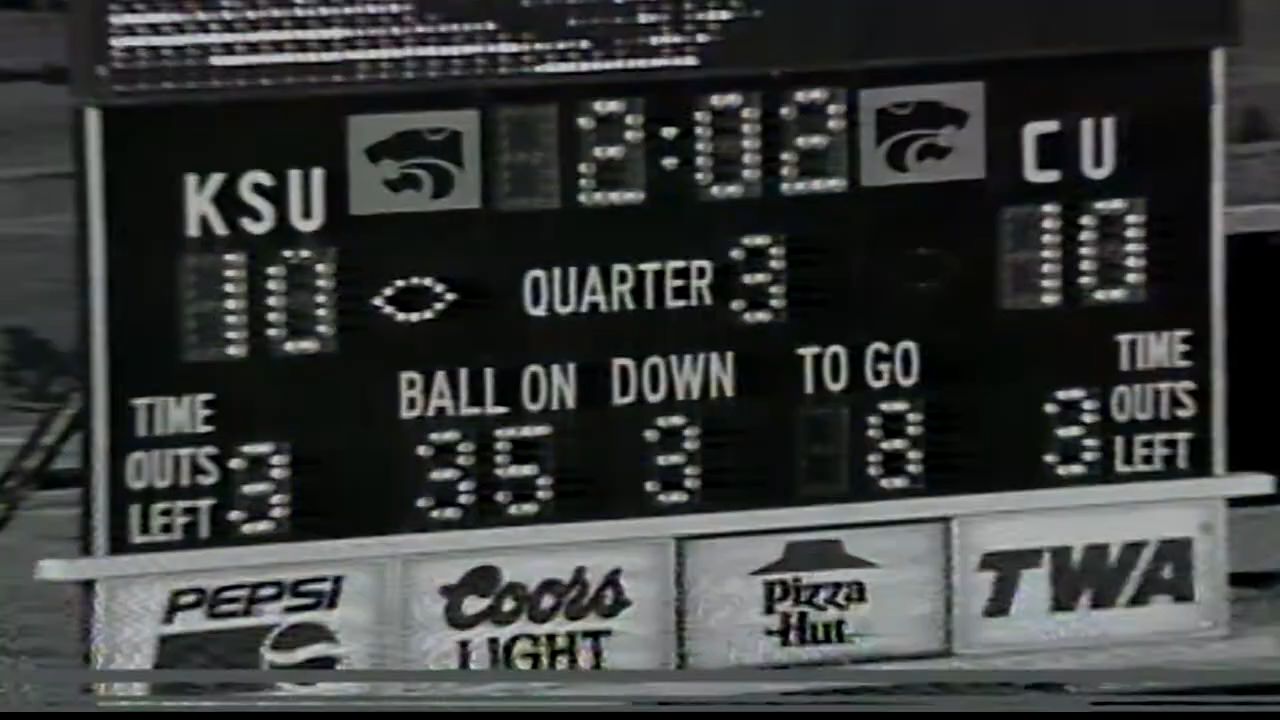 2:02
KSU
CU
10
QUARTER 3
10
BALL ON DOWN TO GO
35 3 8
TIME
OUTS
LEFT
3
3
TIME
OUTS
LEFT
PEPSI
Coors
LIGHT
Pizza
Hut
TWA